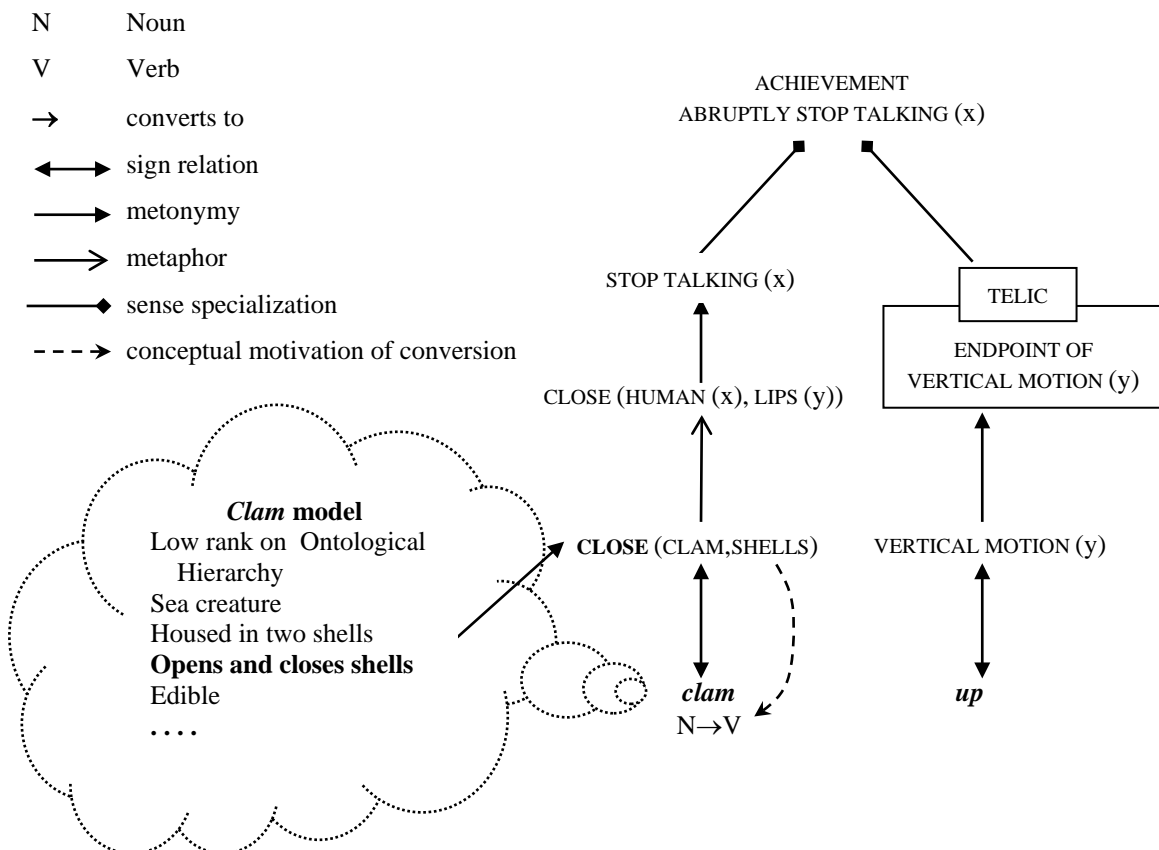 N Noun
V Verb
→ converts to
sign relation
metonymy
metaphor
sense specialization
conceptual motivation of conversion
ACHIEVEMENT
ABRUPTLY STOP TALKING (x)
STOP TALKING (x)
TELIC
ENDPOINT OF
VERTICAL MOTION (y)
CLOSE (HUMAN (x), LIPS (y))
Clam model
Low rank on Ontological
Hierarchy
Sea creature
Housed in two shells
Opens and closes shells
Edible
. . . .
CLOSE (CLAM,SHELLS)
VERTICAL MOTION (y)
clam
N→V
up